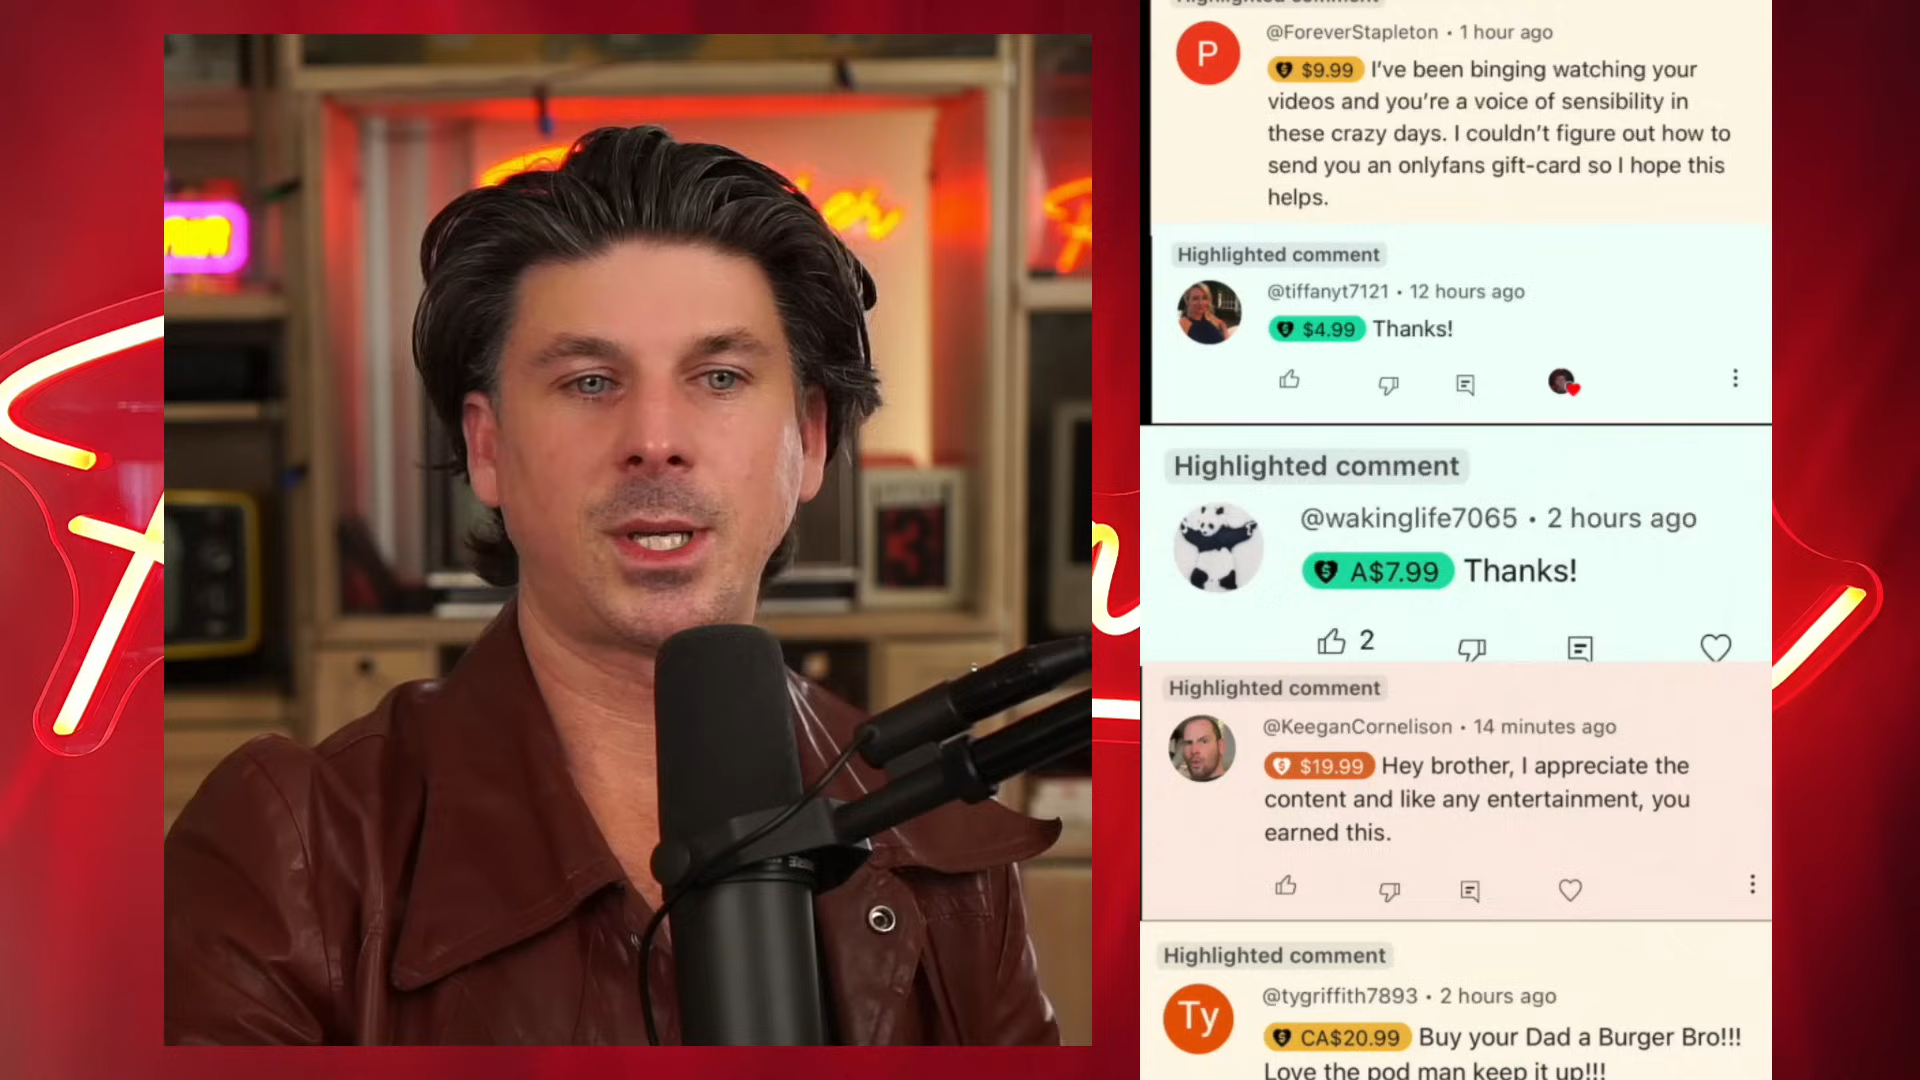 Highlighted comment
P
@ForeverStapleton • 1 hour ago
$9.99 I've been binging watching your
videos and you're a voice of sensibility in
these crazy days. I couldn't figure out how to
send you an onlyfans gift-card so I hope this
helps.
Highlighted comment
@tiffanyt7121 • 12 hours ago
$4.99 Thanks!
Highlighted comment
@wakinglife7065 • 2 hours ago
A$7.99 Thanks!
2
Highlighted comment
@KeeganCornelison • 14 minutes ago
$19.99 Hey brother, I appreciate the
content and like any entertainment, you
earned this.
Highlighted comment
Ty
@tygriffith7893 • 2 hours ago
CA$20.99 Buy your Dad a Burger Bro!!!
Love the pod man keep it up!!!